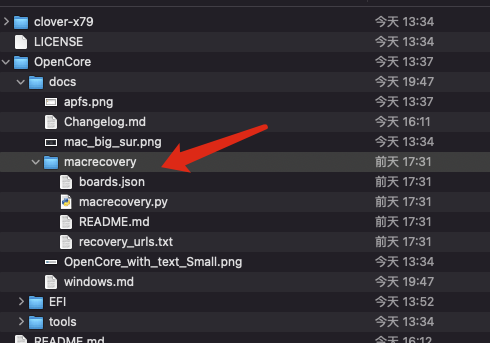 clover-x79 今天 13:34
LICENSE 今天 13:34
OpenCore 今天 13:37
docs 今天 19:47
apfs.png 今天 13:37
Changelog.md 今天 16:11
mac_big_sur.png 今天 13:34
macrecovery 前天 17:31
boards.json 前天 17:31
macrecovery.py 前天 17:31
README.md 前天 17:31
recovery_urls.txt 前天 17:31
OpenCore_with_text_Small.png 今天 13:34
windows.md 今天 19:47
EFI 今天 13:52
tools 今天 13:34
README.md 今天 16:12